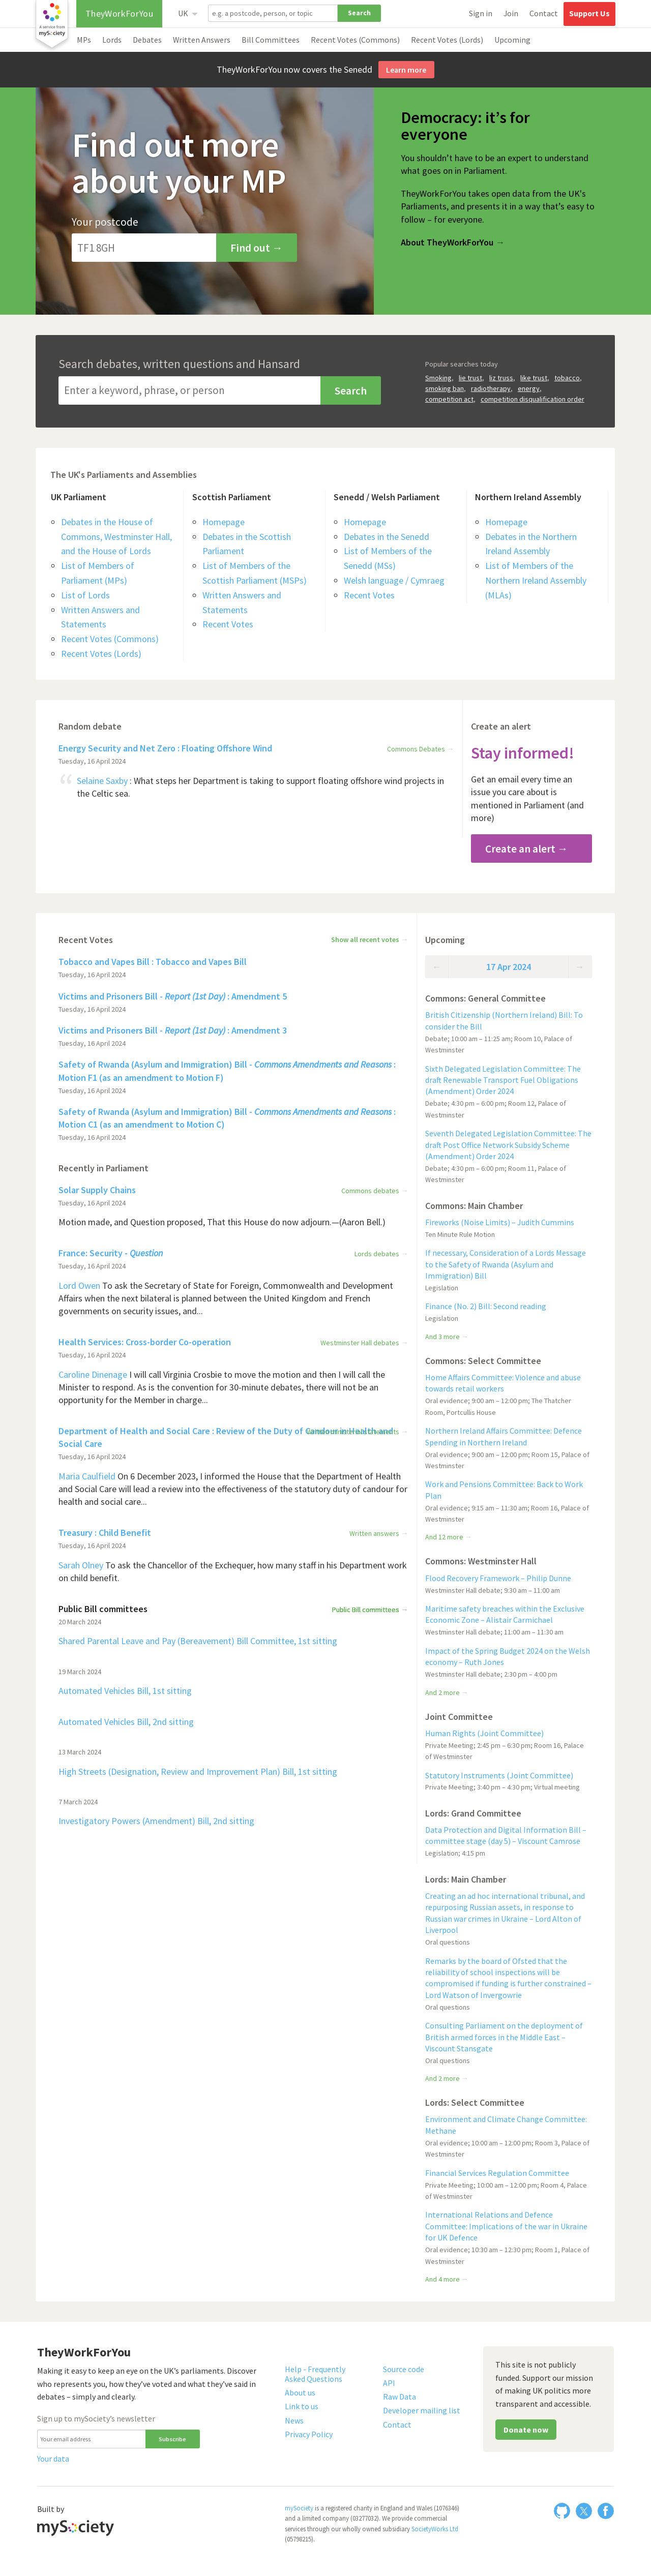 A service from
mySociety
TheyWorkForYou
UK
e.g. a postcode, person, or topic
Search
Sign in
Join
Contact
Support Us
MPs
Lords
Debates
Written Answers
Bill Committees
Recent Votes (Commons)
Recent Votes (Lords)
Upcoming
TheyWorkForYou now covers the Senedd
Learn more
Find out more
about your MP
Your postcode
TF1 8GH
Find out →
Democracy: it’s for
everyone
You shouldn’t have to be an expert to understand
what goes on in Parliament.
TheyWorkForYou takes open data from the UK’s
Parliaments, and presents it in a way that’s easy to
follow – for everyone.
About TheyWorkForYou →
Search debates, written questions and Hansard
Enter a keyword, phrase, or person
Search
Popular searches today
Smoking, lie trust, liz truss, like trust, tobacco,
smoking ban, radiotherapy, energy,
competition act, competition disqualification order
The UK’s Parliaments and Assemblies
UK Parliament
Debates in the House of
Commons, Westminster Hall,
and the House of Lords
List of Members of
Parliament (MPs)
List of Lords
Written Answers and
Statements
Recent Votes (Commons)
Recent Votes (Lords)
Scottish Parliament
Homepage
Debates in the Scottish
Parliament
List of Members of the
Scottish Parliament (MSPs)
Written Answers and
Statements
Recent Votes
Senedd / Welsh Parliament
Homepage
Debates in the Senedd
List of Members of the
Senedd (MSs)
Welsh language / Cymraeg
Recent Votes
Northern Ireland Assembly
Homepage
Debates in the Northern
Ireland Assembly
List of Members of the
Northern Ireland Assembly
(MLAs)
Random debate
Energy Security and Net Zero : Floating Offshore Wind
Commons Debates →
Tuesday, 16 April 2024
Selaine Saxby : What steps her Department is taking to support floating offshore wind projects in
the Celtic sea.
Create an alert
Stay informed!
Get an email every time an
issue you care about is
mentioned in Parliament (and
more)
Create an alert →
Recent Votes
Show all recent votes →
Tobacco and Vapes Bill : Tobacco and Vapes Bill
Tuesday, 16 April 2024
Victims and Prisoners Bill - Report (1st Day) : Amendment 5
Tuesday, 16 April 2024
Victims and Prisoners Bill - Report (1st Day) : Amendment 3
Tuesday, 16 April 2024
Safety of Rwanda (Asylum and Immigration) Bill - Commons Amendments and Reasons :
Motion F1 (as an amendment to Motion F)
Tuesday, 16 April 2024
Safety of Rwanda (Asylum and Immigration) Bill - Commons Amendments and Reasons :
Motion C1 (as an amendment to Motion C)
Tuesday, 16 April 2024
Recently in Parliament
Solar Supply Chains
Commons debates →
Tuesday, 16 April 2024
Motion made, and Question proposed, That this House do now adjourn.—(Aaron Bell.)
France: Security - Question
Lords debates →
Tuesday, 16 April 2024
Lord Owen To ask the Secretary of State for Foreign, Commonwealth and Development
Affairs when the next bilateral is planned between the United Kingdom and French
governments on security issues, and...
Health Services: Cross-border Co-operation
Westminster Hall debates →
Tuesday, 16 April 2024
Caroline Dinenage I will call Virginia Crosbie to move the motion and then I will call the
Minister to respond. As is the convention for 30-minute debates, there will not be an
opportunity for the Member in charge...
Department of Health and Social Care : Review of the Duty of Candour in Health and
Social Care
Tuesday, 16 April 2024
Maria Caulfield On 6 December 2023, I informed the House that the Department of Health
and Social Care will lead a review into the effectiveness of the statutory duty of candour for
health and social care...
Treasury : Child Benefit
Written answers →
Tuesday, 16 April 2024
Sarah Olney To ask the Chancellor of the Exchequer, how many staff in his Department work
on child benefit.
Public Bill committees
Public Bill committees →
20 March 2024
Shared Parental Leave and Pay (Bereavement) Bill Committee, 1st sitting
19 March 2024
Automated Vehicles Bill, 1st sitting
Automated Vehicles Bill, 2nd sitting
13 March 2024
High Streets (Designation, Review and Improvement Plan) Bill, 1st sitting
7 March 2024
Investigatory Powers (Amendment) Bill, 2nd sitting
Upcoming
← 17 Apr 2024 →
Commons: General Committee
British Citizenship (Northern Ireland) Bill: To
consider the Bill
Debate; 10:00 am – 11:25 am; Room 10, Palace of
Westminster
Sixth Delegated Legislation Committee: The
draft Renewable Transport Fuel Obligations
(Amendment) Order 2024
Debate; 4:30 pm – 6:00 pm; Room 12, Palace of
Westminster
Seventh Delegated Legislation Committee: The
draft Post Office Network Subsidy Scheme
(Amendment) Order 2024
Debate; 4:30 pm – 6:00 pm; Room 11, Palace of
Westminster
Commons: Main Chamber
Fireworks (Noise Limits) – Judith Cummins
Ten Minute Rule Motion
If necessary, Consideration of a Lords Message
to the Safety of Rwanda (Asylum and
Immigration) Bill
Legislation
Finance (No. 2) Bill: Second reading
Legislation
And 3 more →
Commons: Select Committee
Home Affairs Committee: Violence and abuse
towards retail workers
Oral evidence; 9:00 am – 12:00 pm; The Thatcher
Room, Portcullis House
Northern Ireland Affairs Committee: Defence
Spending in Northern Ireland
Oral evidence; 9:00 am – 12:00 pm; Room 15, Palace of
Westminster
Work and Pensions Committee: Back to Work
Plan
Oral evidence; 9:15 am – 11:30 am; Room 16, Palace of
Westminster
And 12 more →
Commons: Westminster Hall
Flood Recovery Framework – Philip Dunne
Westminster Hall debate; 9:30 am – 11:00 am
Maritime safety breaches within the Exclusive
Economic Zone – Alistair Carmichael
Westminster Hall debate; 11:00 am – 11:30 am
Impact of the Spring Budget 2024 on the Welsh
economy – Ruth Jones
Westminster Hall debate; 2:30 pm – 4:00 pm
And 2 more →
Joint Committee
Human Rights (Joint Committee)
Private Meeting; 2:45 pm – 6:30 pm; Room 16, Palace
of Westminster
Statutory Instruments (Joint Committee)
Private Meeting; 3:40 pm – 4:30 pm; Virtual meeting
Lords: Grand Committee
Data Protection and Digital Information Bill –
committee stage (day 5) – Viscount Camrose
Legislation; 4:15 pm
Lords: Main Chamber
Creating an ad hoc international tribunal, and
repurposing Russian assets, in response to
Russian war crimes in Ukraine – Lord Alton of
Liverpool
Oral questions
Remarks by the board of Ofsted that the
reliability of school inspections will be
compromised if funding is further constrained –
Lord Watson of Invergowrie
Oral questions
Consulting Parliament on the deployment of
British armed forces in the Middle East –
Viscount Stansgate
Oral questions
And 2 more →
Lords: Select Committee
Environment and Climate Change Committee:
Methane
Oral evidence; 10:00 am – 12:00 pm; Room 3, Palace of
Westminster
Financial Services Regulation Committee
Private Meeting; 10:00 am – 12:00 pm; Room 4, Palace
of Westminster
International Relations and Defence
Committee: Implications of the war in Ukraine
for UK Defence
Oral evidence; 10:30 am – 12:30 pm; Room 1, Palace of
Westminster
And 4 more →
TheyWorkForYou
Making it easy to keep an eye on the UK’s parliaments. Discover
who represents you, how they’ve voted and what they’ve said in
debates – simply and clearly.
Sign up to mySociety’s newsletter
Your email address
Subscribe
Your data
Help - Frequently
Asked Questions
About us
Link to us
News
Privacy Policy
Source code
API
Raw Data
Developer mailing list
Contact
This site is not publicly
funded. Support our mission
of making UK politics more
transparent and accessible.
Donate now
Built by
mySociety
mySociety is a registered charity in England and Wales (1076346)
and a limited company (03277032). We provide commercial
services through our wholly owned subsidiary SocietyWorks Ltd
(05798215).